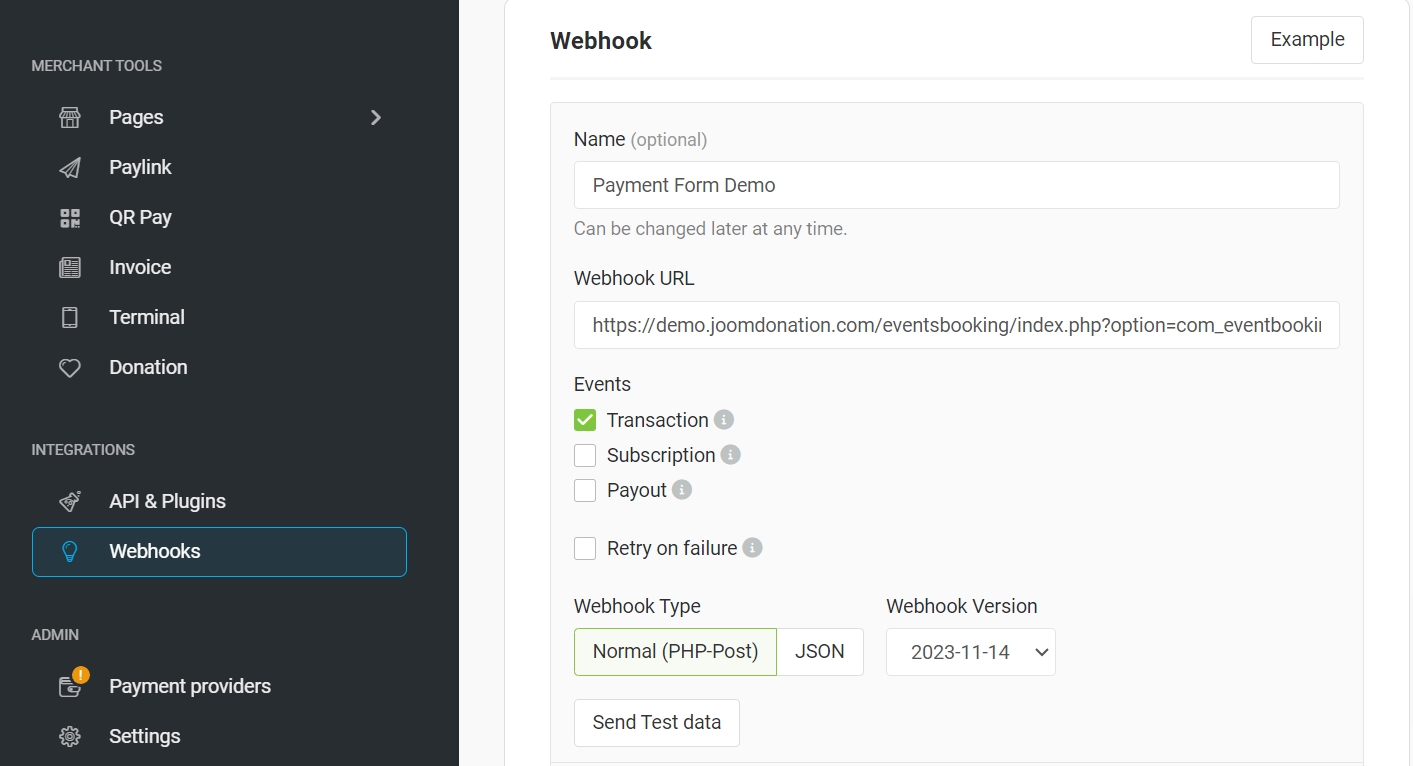 MERCHANT TOOLS
Pages
Paylink
QR Pay
Invoice
Terminal
Donation
INTEGRATIONS
API & Plugins
Webhooks
ADMIN
!
Payment providers
Settings
Webhook
Example
Name (optional)
Payment Form Demo
Can be changed later at any time.
Webhook URL
https://demo.joomdonation.com/eventsbooking/index.php?option=com_eventbookin
Events
Transaction i
Subscription i
Payout i
Retry on failure i
Webhook Type
Normal (PHP-Post) JSON
Webhook Version
2023-11-14
Send Test data